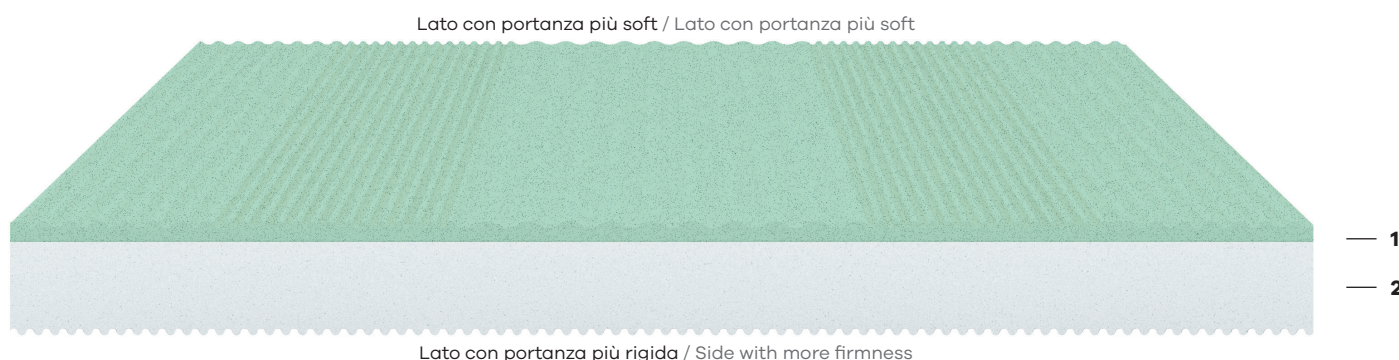 Lato con portanza più soft / Lato con portanza più soft
1
2
Lato con portanza più rigida / Side with more firmness